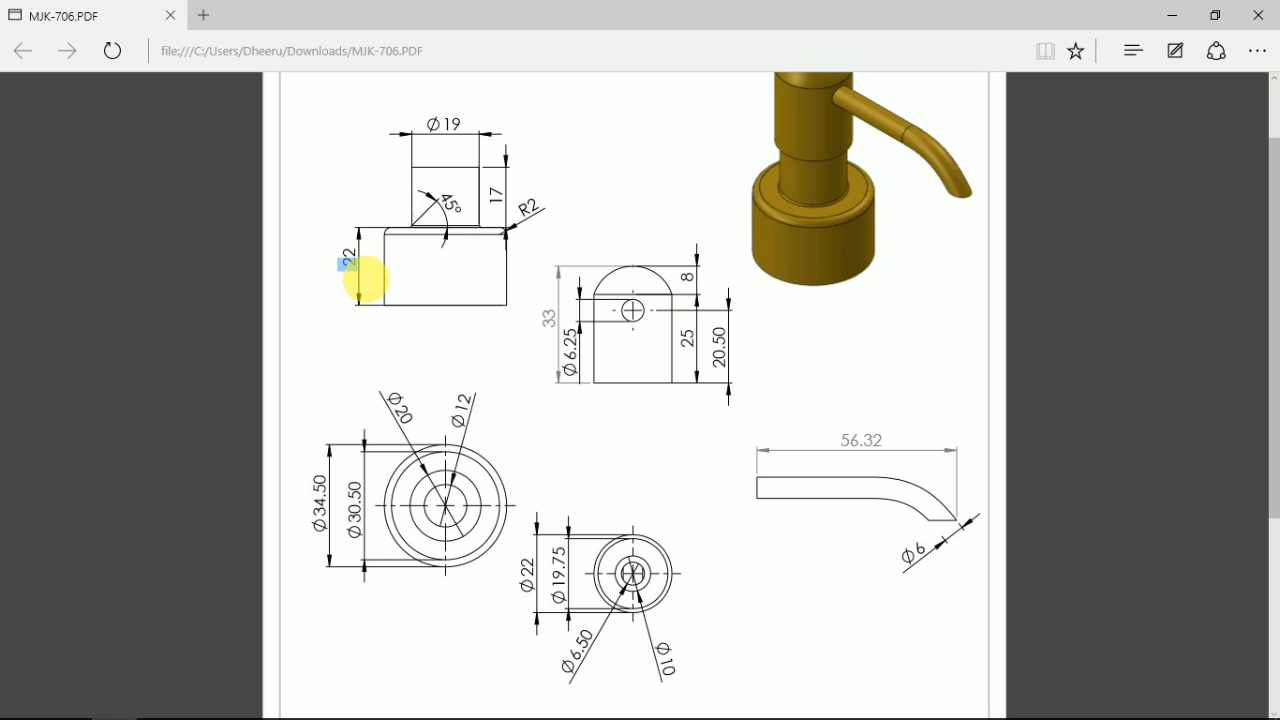 MJK-706.PDF
file:///C:/Users/Dheeru/Downloads/MJK-706.PDF
Ø19
17
45°
R2
22
8
33
Ø6.25
25
20.50
Ø20
Ø12
Ø34.50
Ø30.50
56.32
Ø6
Ø22
Ø19.75
Ø6.50
Ø10